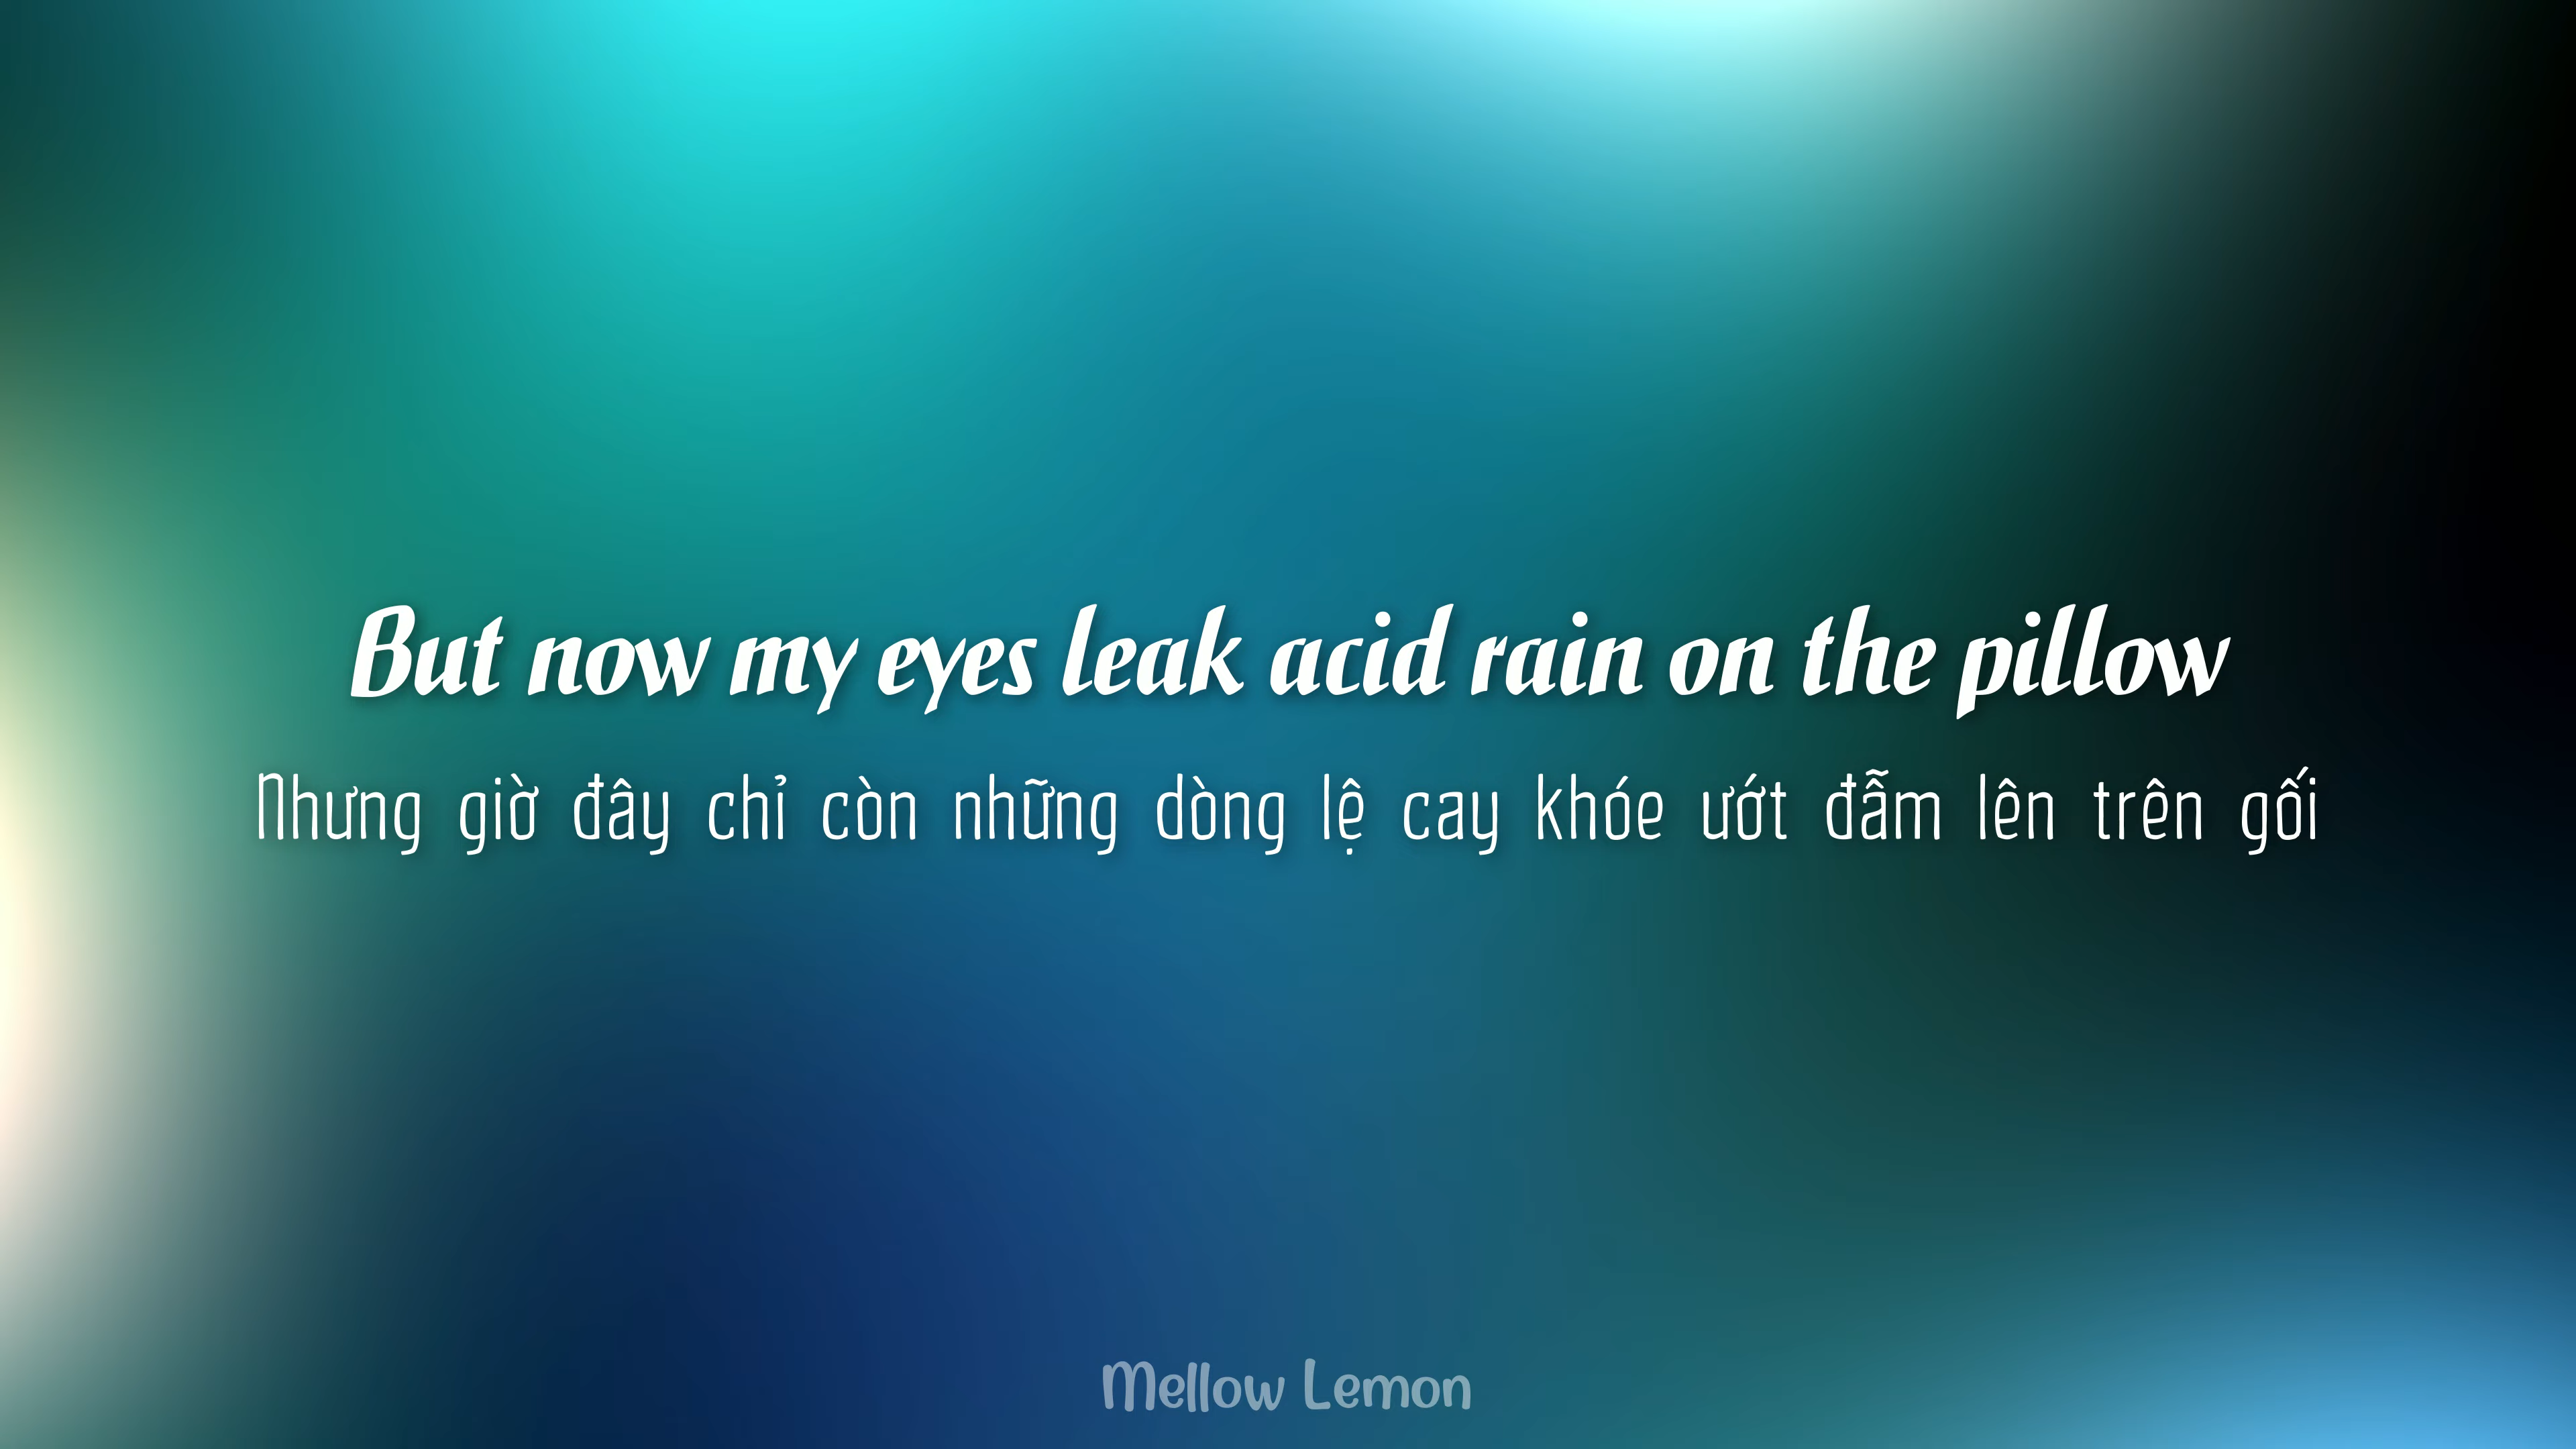 But now my eyes leak acid rain on the pillow
Nhưng giờ đây chỉ còn những dòng lệ cay khóe ướt đẫm lên trên gối
Mellow Lemon